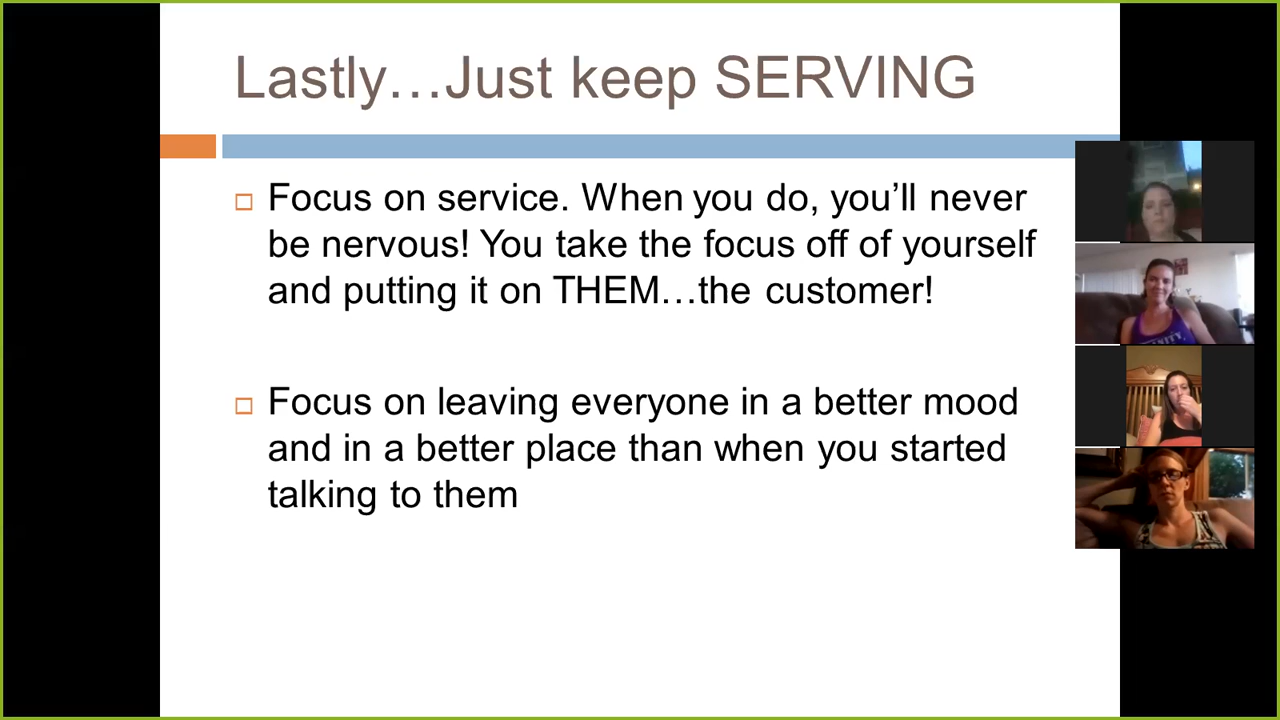 Lastly…Just keep SERVING
Focus on service. When you do, you’ll never
be nervous! You take the focus off of yourself
and putting it on THEM…the customer!
Focus on leaving everyone in a better mood
and in a better place than when you started
talking to them